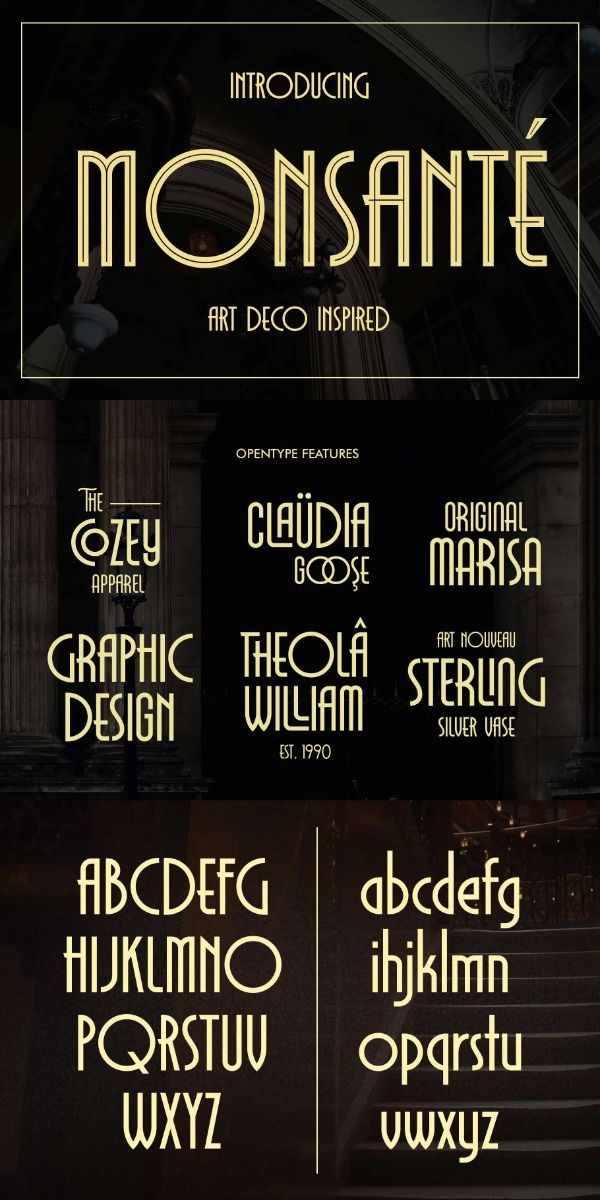 INTRODUCING
MONSANTÉ
ART DECO INSPIRED
OPENTYPE FEATURES
THE
COZEY
APPAREL
CLAÜDIA
GOOŞE
ORIGINAL
MARISA
GRAPHIC
DESIGN
THEOLÂ
WILLIAM
EST. 1990
ART NOUVEAU
STERLING
SILVER VASE
ABCDEFG
HIJKLMNO
PQRSTUV
WXYZ
abcdefg
ihjklmn
opqrstu
vwxyz